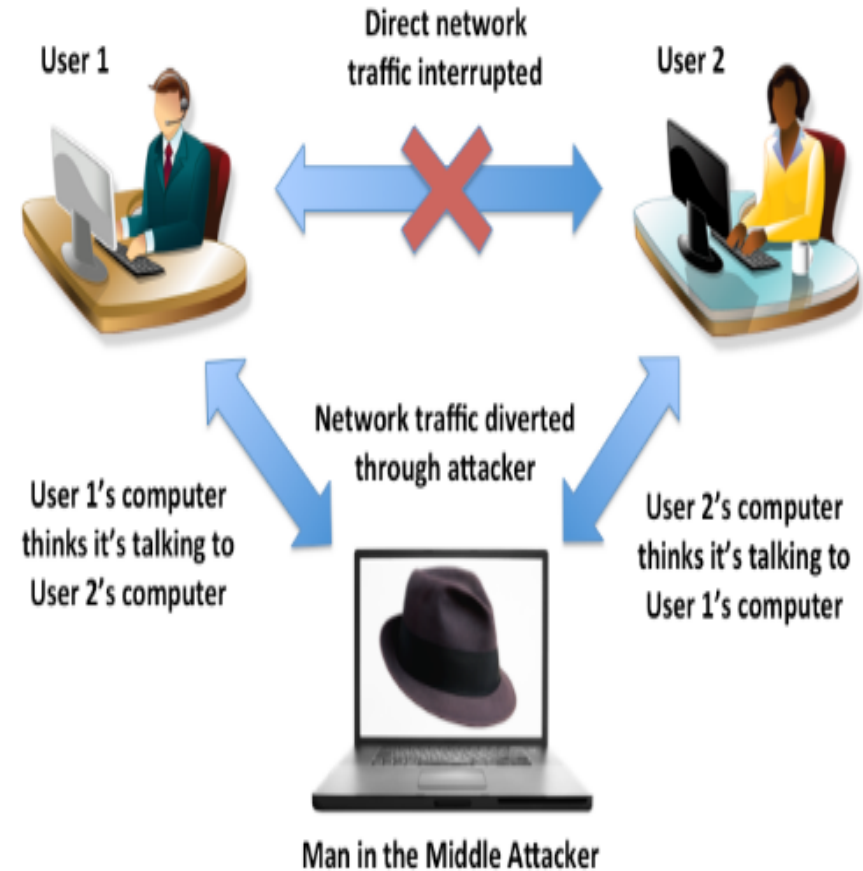 Direct network
traffic interrupted
User 1
User 2
Network traffic diverted
through attacker
User 1’s computer
thinks it’s talking to
User 2’s computer
User 2’s computer
thinks it’s talking to
User 1’s computer
Man in the Middle Attacker